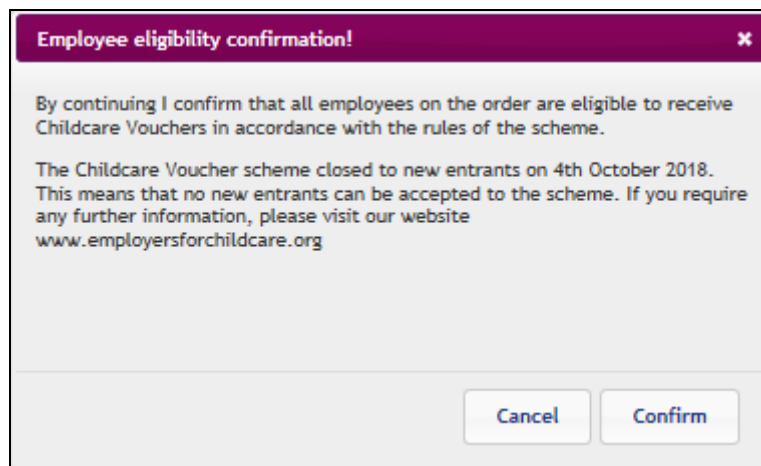 Employee eligibility confirmation!
By continuing I confirm that all employees on the order are eligible to receive
Childcare Vouchers in accordance with the rules of the scheme.
The Childcare Voucher scheme closed to new entrants on 4th October 2018.
This means that no new entrants can be accepted to the scheme. If you require
any further information, please visit our website
www.employersforchildcare.org
Cancel Confirm